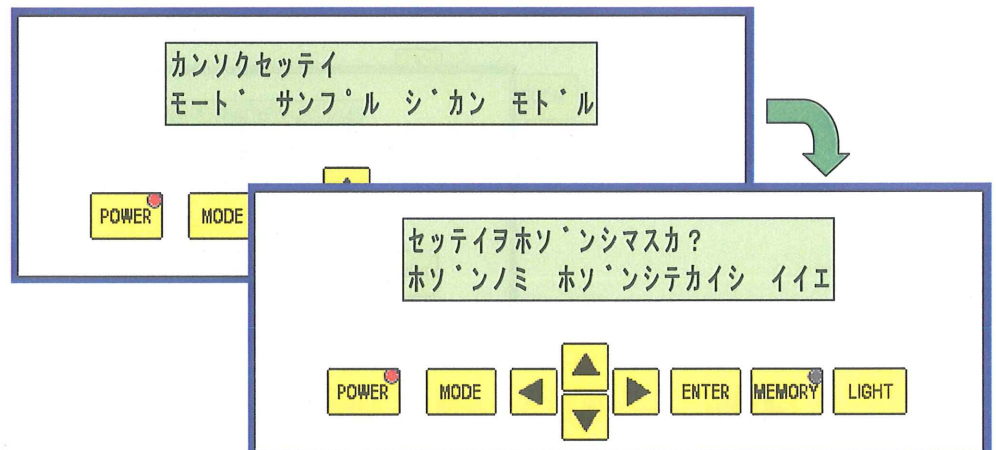 カンソクセッテイ
モート゛ サンフ゜ル シ゛カン モト゛ル
POWER MODE
セッテイヲホソ゛ンシマスカ?
ホソ゛ンノミ ホソ゛ンシテカイシ イイエ
POWER MODE ENTER MEMORY LIGHT